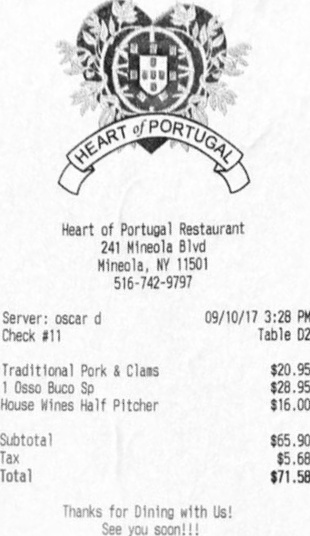 HEART of PORTUGAL
Heart of Portugal Restaurant
241 Mineola Blvd
Mineola, NY 11501
516-742-9797
Server: oscar d 09/10/17 3:28 PM
Check #11 Table D2
Traditional Pork & Clams $20.95
1 Osso Buco Sp $28.95
House Wines Half Pitcher $16.00
Subtotal $65.90
Tax $5.68
Total $71.58
Thanks for Dining with Us!
See you soon!!!